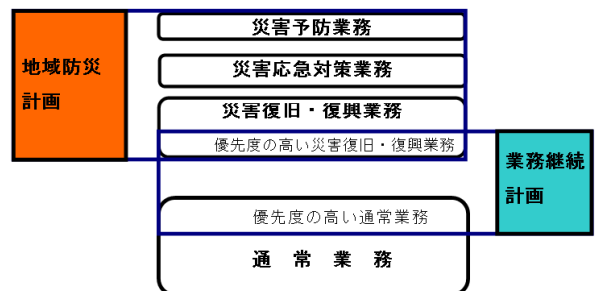 地域防災
計画
災害予防業務
災害応急対策業務
災害復旧・復興業務
優先度の高い災害復旧・復興業務
業務継続
計画
優先度の高い通常業務
通 常 業 務